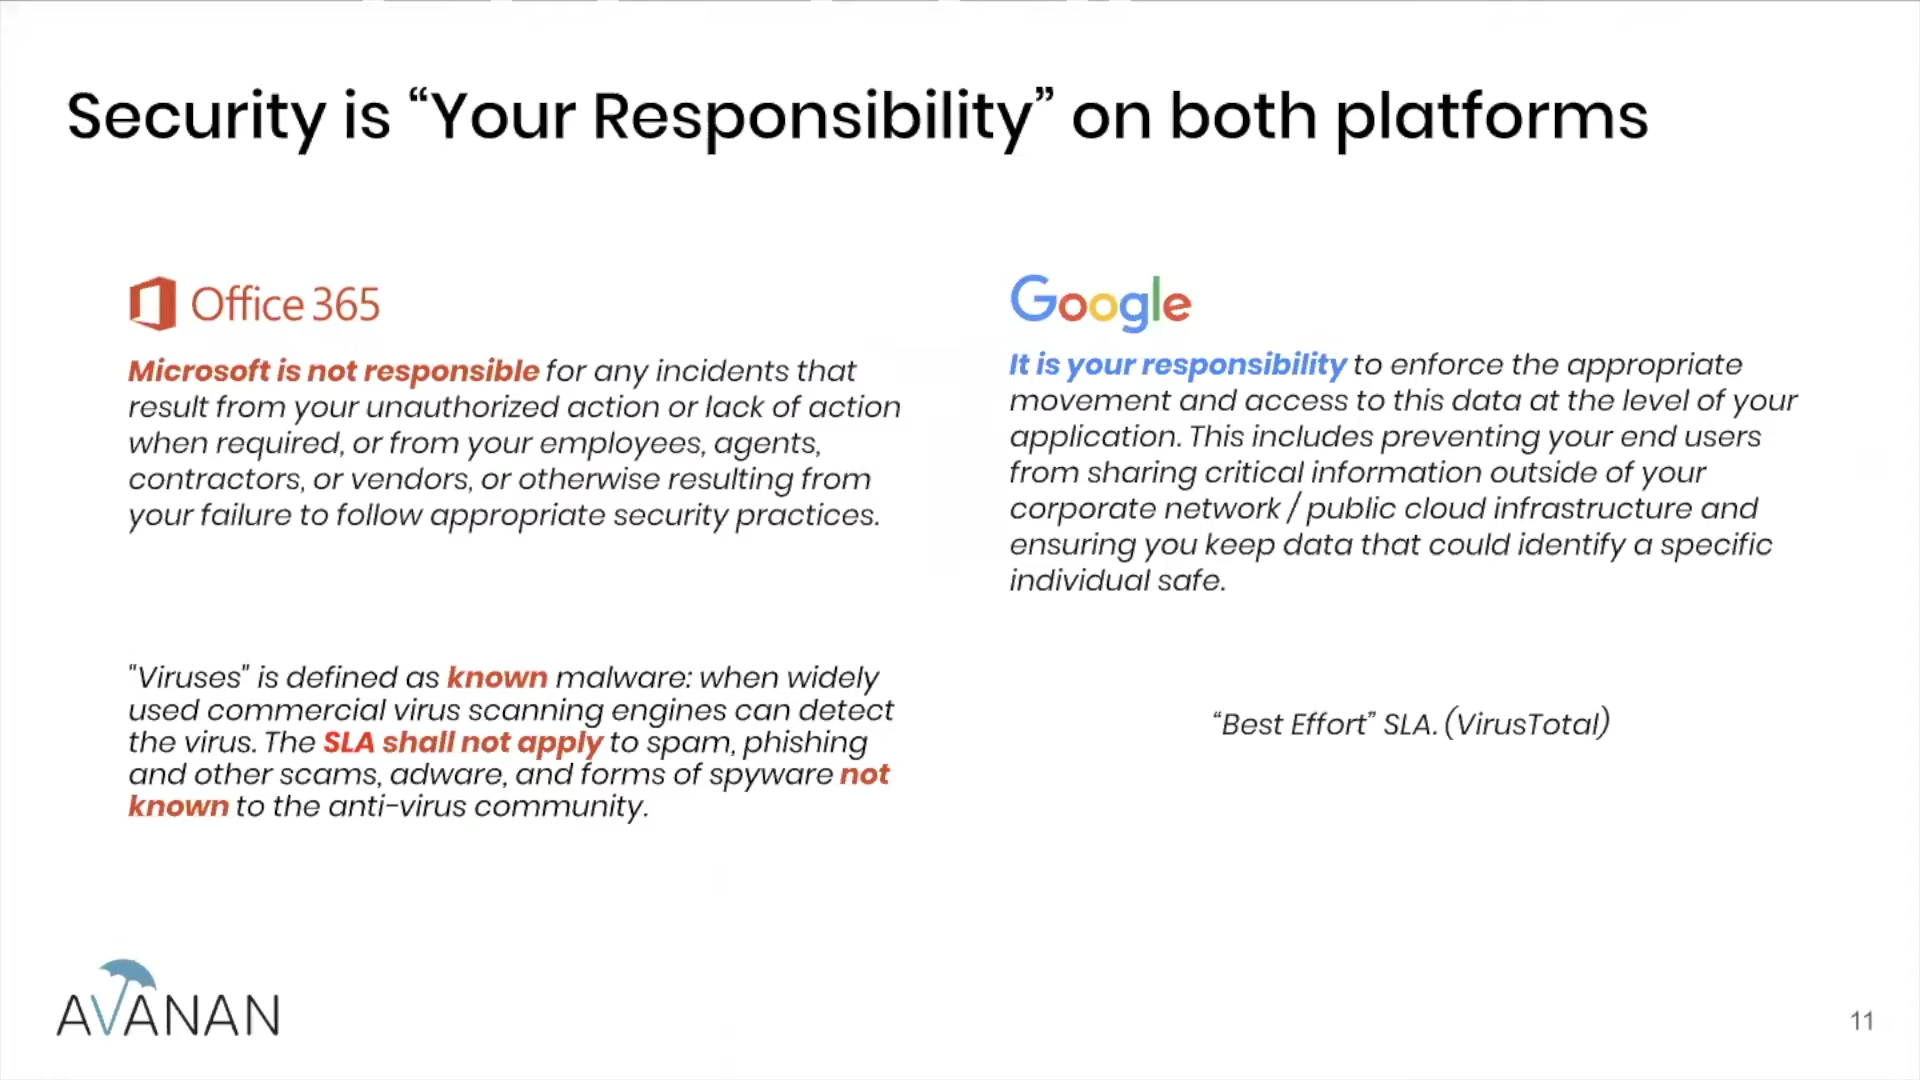 Security is “Your Responsibility” on both platforms
Office 365
Microsoft is not responsible for any incidents that
result from your unauthorized action or lack of action
when required, or from your employees, agents,
contractors, or vendors, or otherwise resulting from
your failure to follow appropriate security practices.
"Viruses" is defined as known malware: when widely
used commercial virus scanning engines can detect
the virus. The SLA shall not apply to spam, phishing
and other scams, adware, and forms of spyware not
known to the anti-virus community.
Google
It is your responsibility to enforce the appropriate
movement and access to this data at the level of your
application. This includes preventing your end users
from sharing critical information outside of your
corporate network / public cloud infrastructure and
ensuring you keep data that could identify a specific
individual safe.
“Best Effort” SLA. (VirusTotal)
AVANAN
11